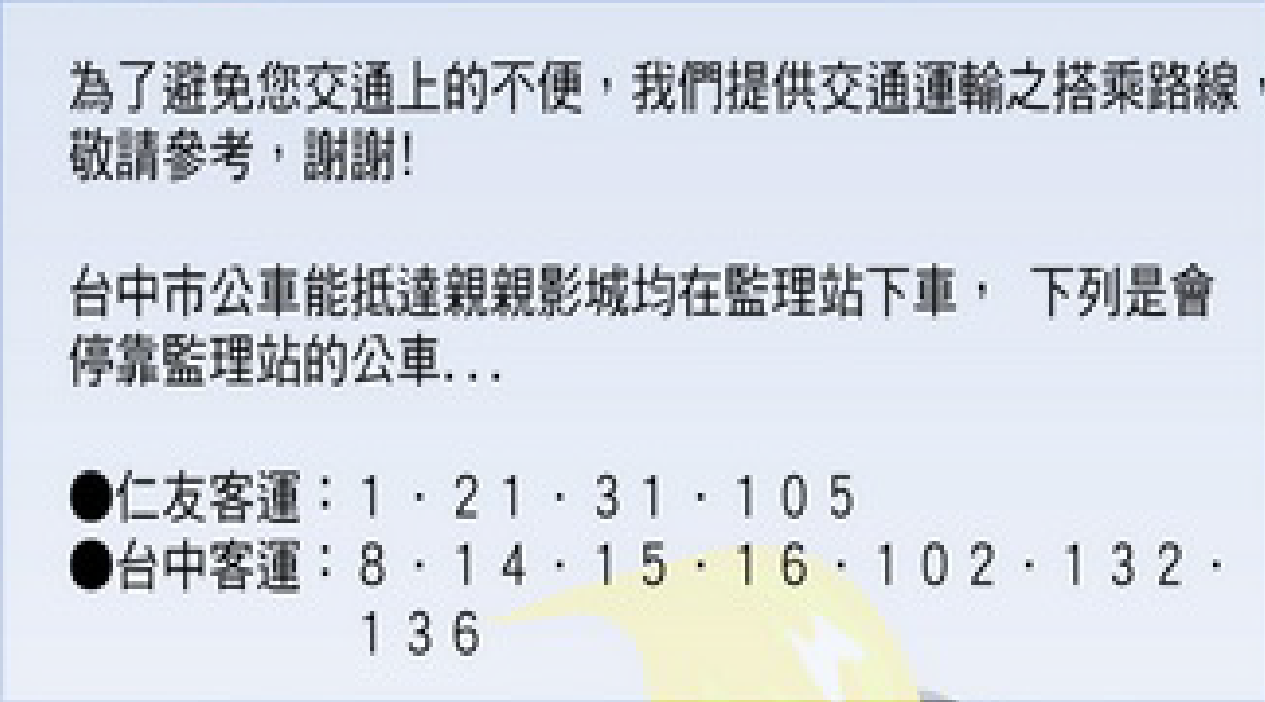 為了避免您交通上的不便，我們提供交通運輸之搭乘路線，
敬請參考，謝謝!
台中市公車能抵達親親影城均在監理站下車， 下列是會
停靠監理站的公車...
●仁友客運：1‧21‧31‧105
●台中客運：8‧14‧15‧16‧102‧132‧
136